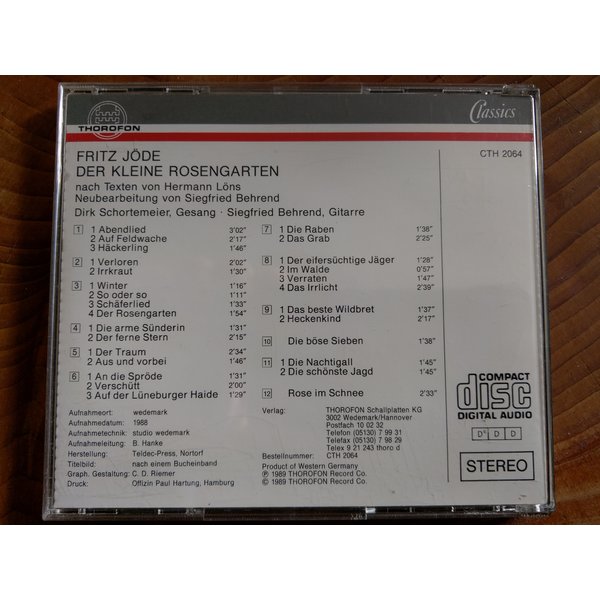 THOROFON
Classics
FRITZ JÖDE
CTH 2064
DER KLEINE ROSENGARTEN
nach Texten von Hermann Löns
Neubearbeitung von Siegfried Behrend
Dirk Schortemeier, Gesang · Siegfried Behrend, Gitarre
1 1 Abendlied 3'02"
2 Auf Feldwache 2'17"
3 Häckerling 1'46"
2 1 Verloren 2'02"
2 Irrkraut 1'30"
3 1 Winter 1'16"
2 So oder so 1'11"
3 Schäferlied 1'33"
4 Der Rosengarten 1'54"
4 1 Die arme Sünderin 1'31"
2 Der ferne Stern 2'15"
5 1 Der Traum 2'34"
2 Aus und vorbei 1'46"
6 1 An die Spröde 1'31"
2 Verschütt 2'00"
3 Auf der Lüneburger Haide 1'29"
7 1 Die Raben 1'38"
2 Das Grab 2'25"
8 1 Der eifersüchtige Jäger 1'28"
2 Im Walde 0'57"
3 Verraten 1'47"
4 Das Irrlicht 2'39"
9 1 Das beste Wildbret 1'37"
2 Heckenkind 2'17"
10 Die böse Sieben 1'38"
11 1 Die Nachtigall 1'45"
2 Die schönste Jagd 1'45"
12 Rose im Schnee 2'33"
Aufnahmeort: wedemark
Aufnahmedatum: 1988
Aufnahmetechnik: studio wedemark
Aufnahmeleitung: B. Hanke
Herstellung: Teldec-Press, Nortorf
Titelbild: nach einem Bucheinband
Graph. Gestaltung: C. D. Riemer
Druck: Offizin Paul Hartung, Hamburg
Verlag: THOROFON Schallplatten KG
3002 Wedemark/Hannover
Postfach 10 02 32
Telefon (05130) 7 99 31
Telefax (05130) 7 98 29
Telex 9 21 243 thoro d
Bestellnummer: CTH 2064
Product of Western Germany
℗ 1989 THOROFON Record Co.
© 1989 THOROFON Record Co.
COMPACT
disc
DIGITAL AUDIO
D D D
STEREO